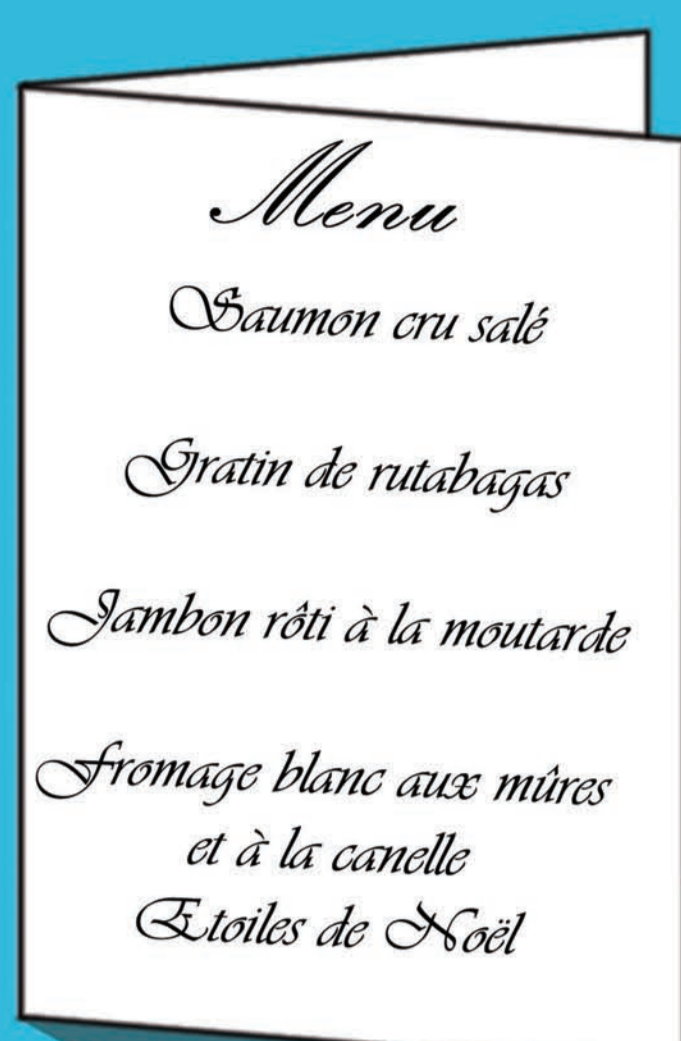 Menu
Saumon cru salé
Gratin de rutabagas
Jambon rôti à la moutarde
Fromage blanc aux mûres
et à la canelle
Etoiles de Noël